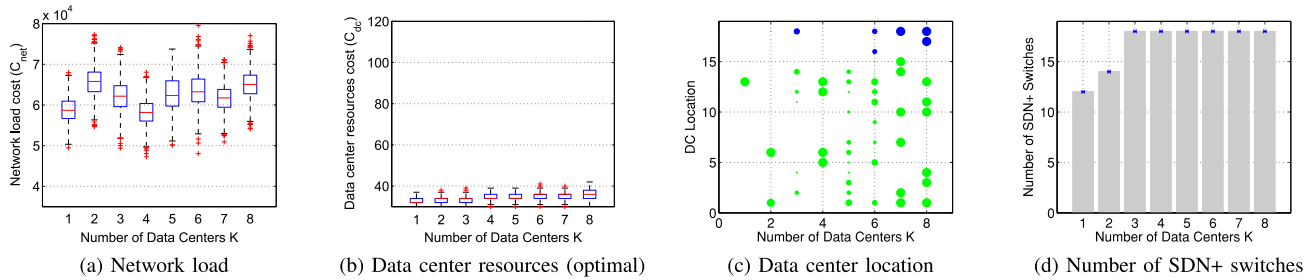 x 10⁴
8
7
6
5
4
Network load cost (C_net)
1 2 3 4 5 6 7 8
Number of Data Centers K
(a) Network load
120
100
80
60
40
Data center resources cost (C_dc)
1 2 3 4 5 6 7 8
Number of Data Centers K
(b) Data center resources (optimal)
15
10
5
0
DC Location
0 2 4 6 8
Number of Data Centers K
(c) Data center location
15
10
5
0
Number of SDN+ Switches
1 2 3 4 5 6 7 8
Number of Data Centers K
(d) Number of SDN+ switches